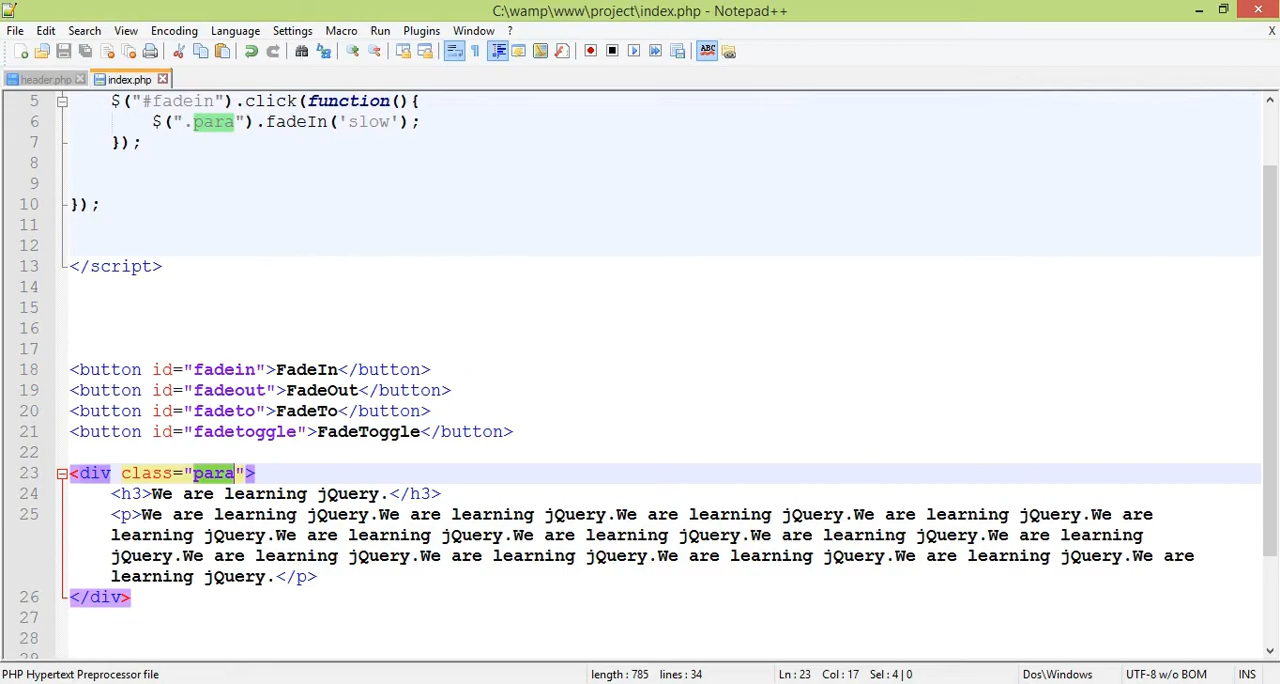 C:\wamp\www\project\index.php - Notepad++
File Edit Search View Encoding Language Settings Macro Run Plugins Window ? X
header.php index.php
5 $("#fadein").click(function(){
6 $(".para").fadeIn('slow');
7 });
8
9
10 });
11
12
13 </script>
14
15
16
17
18 <button id="fadein">FadeIn</button>
19 <button id="fadeout">FadeOut</button>
20 <button id="fadeto">FadeTo</button>
21 <button id="fadetoggle">FadeToggle</button>
22
23 <div class="para">
24 <h3>We are learning jQuery.</h3>
25 <p>We are learning jQuery.We are learning jQuery.We are learning jQuery.We are learning jQuery.We are
learning jQuery.We are learning jQuery.We are learning jQuery.We are learning jQuery.We are learning
jQuery.We are learning jQuery.We are learning jQuery.We are learning jQuery.We are learning jQuery.We are
learning jQuery.</p>
26 </div>
27
28
29
PHP Hypertext Preprocessor file length : 785 lines : 34 Ln : 23 Col : 17 Sel : 4 | 0 Dos\Windows UTF-8 w/o BOM INS